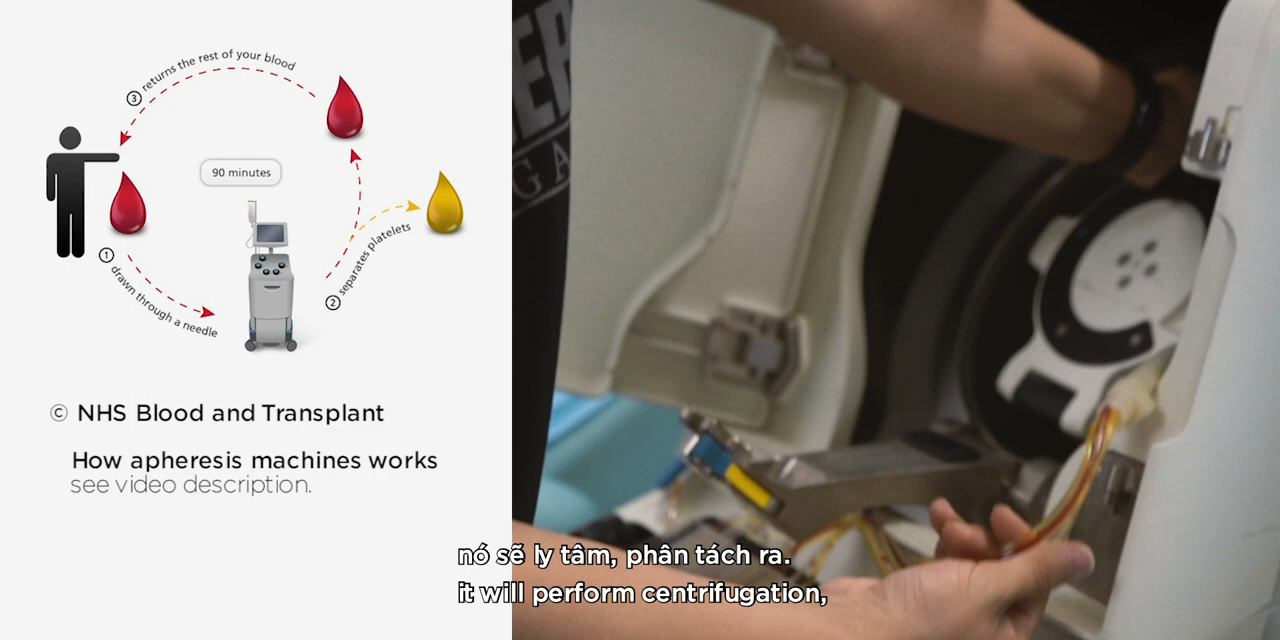 3 returns the rest of your blood
90 minutes
1 drawn through a needle
2 separates platelets
© NHS Blood and Transplant
How apheresis machines works
see video description.
GA
nó sẽ ly tâm, phân tách ra.
it will perform centrifugation,